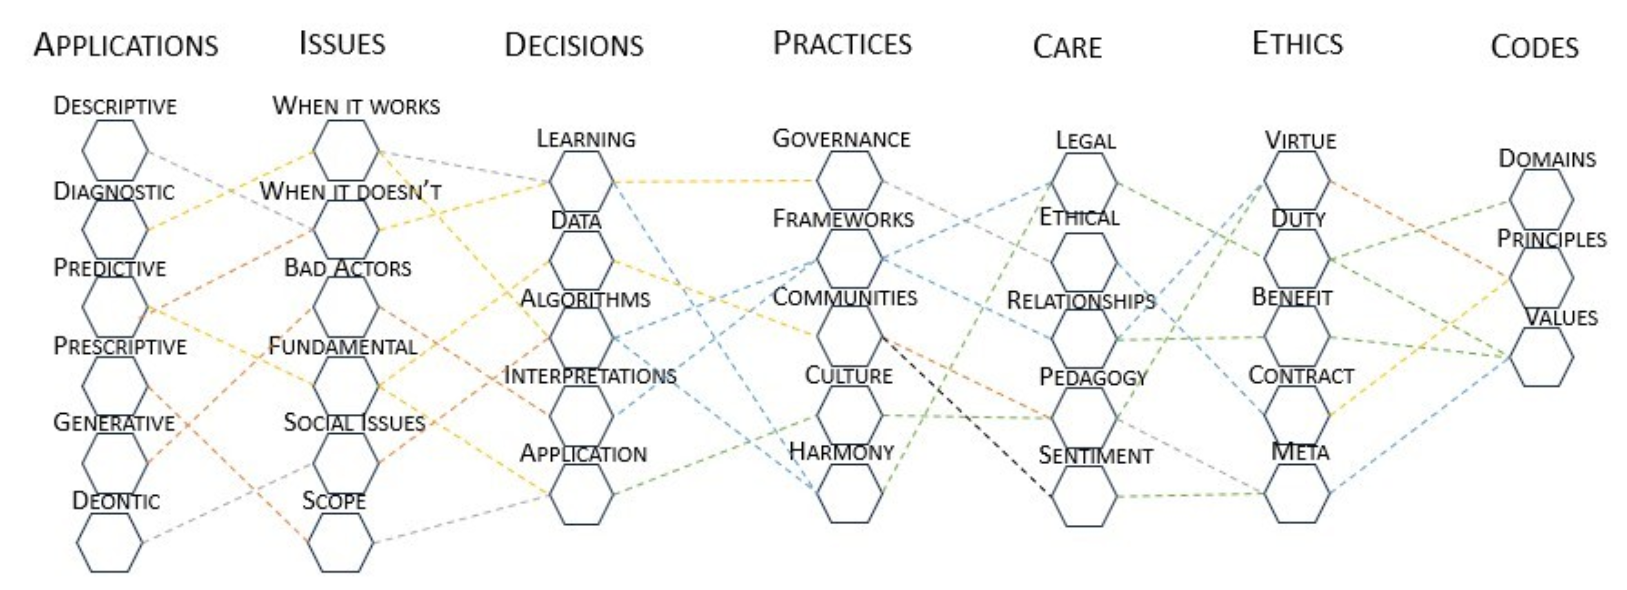 APPLICATIONS
DESCRIPTIVE
DIAGNOSTIC
PREDICTIVE
PRESCRIPTIVE
GENERATIVE
DEONTIC
ISSUES
WHEN IT WORKS
WHEN IT DOESN'T
BAD ACTORS
FUNDAMENTAL
SOCIAL ISSUES
SCOPE
DECISIONS
LEARNING
DATA
ALGORITHMS
INTERPRETATIONS
APPLICATION
PRACTICES
GOVERNANCE
FRAMEWORKS
COMMUNITIES
CULTURE
HARMONY
CARE
LEGAL
ETHICAL
RELATIONSHIPS
PEDAGOGY
SENTIMENT
ETHICS
VIRTUE
DUTY
BENEFIT
CONTRACT
META
CODES
DOMAINS
PRINCIPLES
VALUES